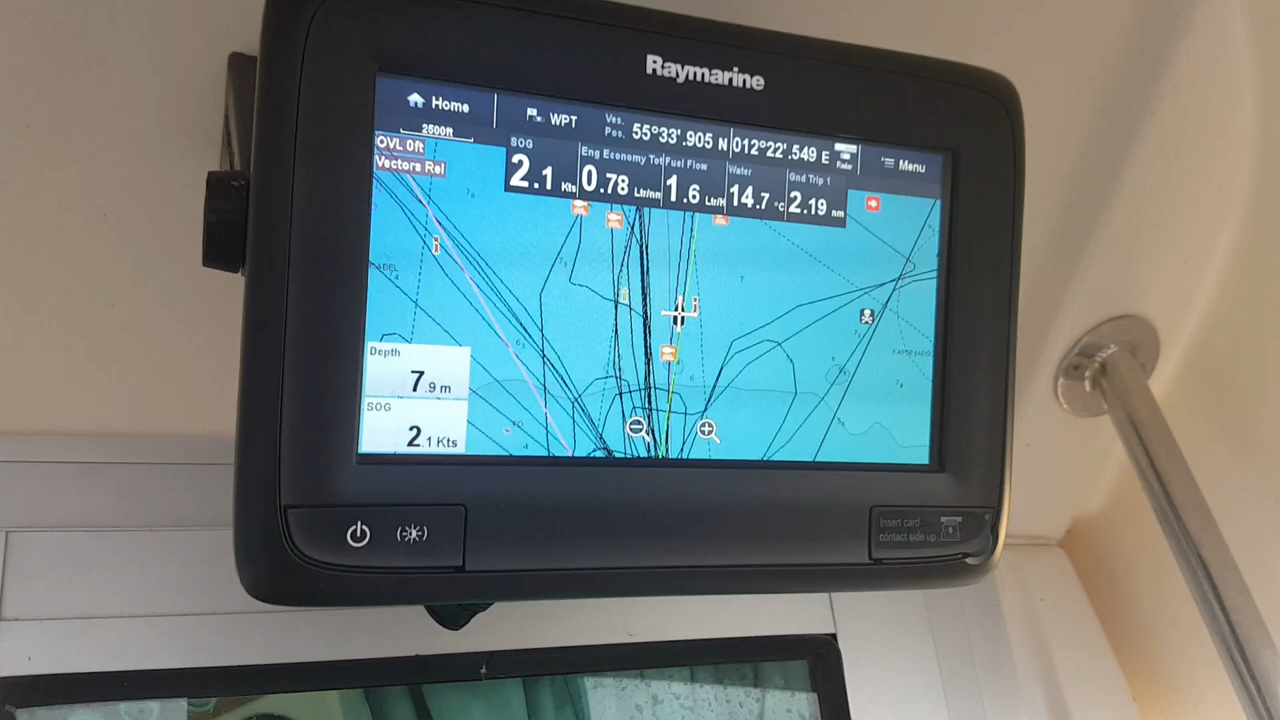 Raymarine
Home
WPT
Ves. Pos. 55°33'.905 N 012°22'.549 E
Radar
Menu
2500ft
OVL 0ft
Vectors Rel
SOG 2.1 Kts
Eng Economy Tot 0.78 Ltr/nm
Fuel Flow 1.6 Ltr/H
Water 14.7 °C
Gnd Trip 1 2.19 nm
Depth
7.9 m
SOG
2.1 Kts
Insert card
contact side up